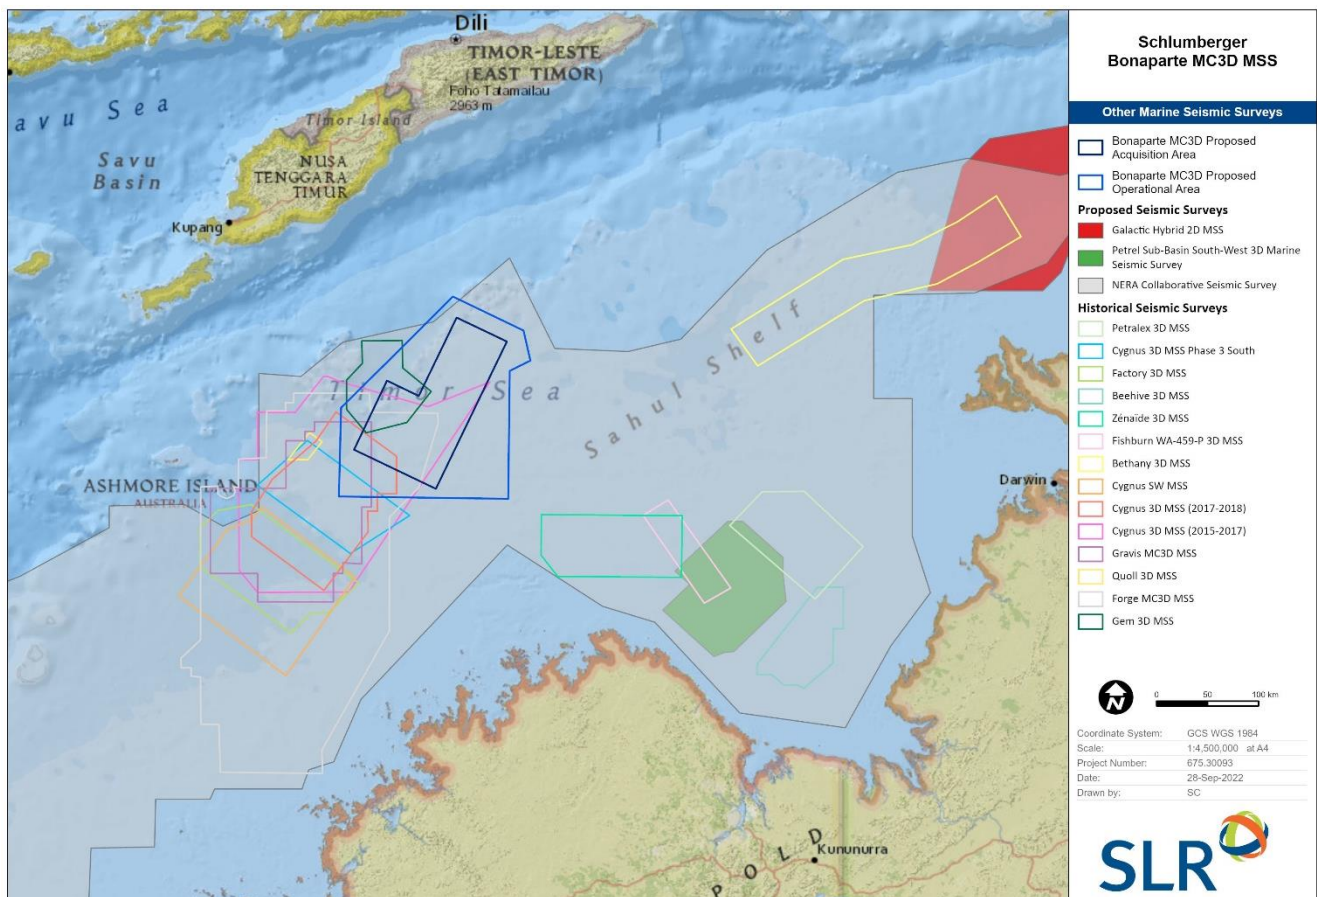 Dili
TIMOR-LESTE
(EAST TIMOR)
Foho Tatamailau
2963 m
avu Sea
Timor Island
Savu
Basin
NUSA
TENGGARA
TIMUR
Kupang
Timor Sea
Sahul Shelf
ASHMORE ISLAND
AUSTRALIA
Darwin
Kununurra
POLD
Schlumberger
Bonaparte MC3D MSS
Other Marine Seismic Surveys
Bonaparte MC3D Proposed
Acquisition Area
Bonaparte MC3D Proposed
Operational Area
Proposed Seismic Surveys
Galactic Hybrid 2D MSS
Petrel Sub-Basin South-West 3D Marine
Seismic Survey
NERA Collaborative Seismic Survey
Historical Seismic Surveys
Petralex 3D MSS
Cygnus 3D MSS Phase 3 South
Factory 3D MSS
Beehive 3D MSS
Zénaïde 3D MSS
Fishburn WA-459-P 3D MSS
Bethany 3D MSS
Cygnus SW MSS
Cygnus 3D MSS (2017-2018)
Cygnus 3D MSS (2015-2017)
Gravis MC3D MSS
Quoll 3D MSS
Forge MC3D MSS
Gem 3D MSS
N
0 50 100 km
Coordinate System: GCS WGS 1984
Scale: 1:4,500,000 at A4
Project Number: 675.30093
Date: 28-Sep-2022
Drawn by: SC
SLR